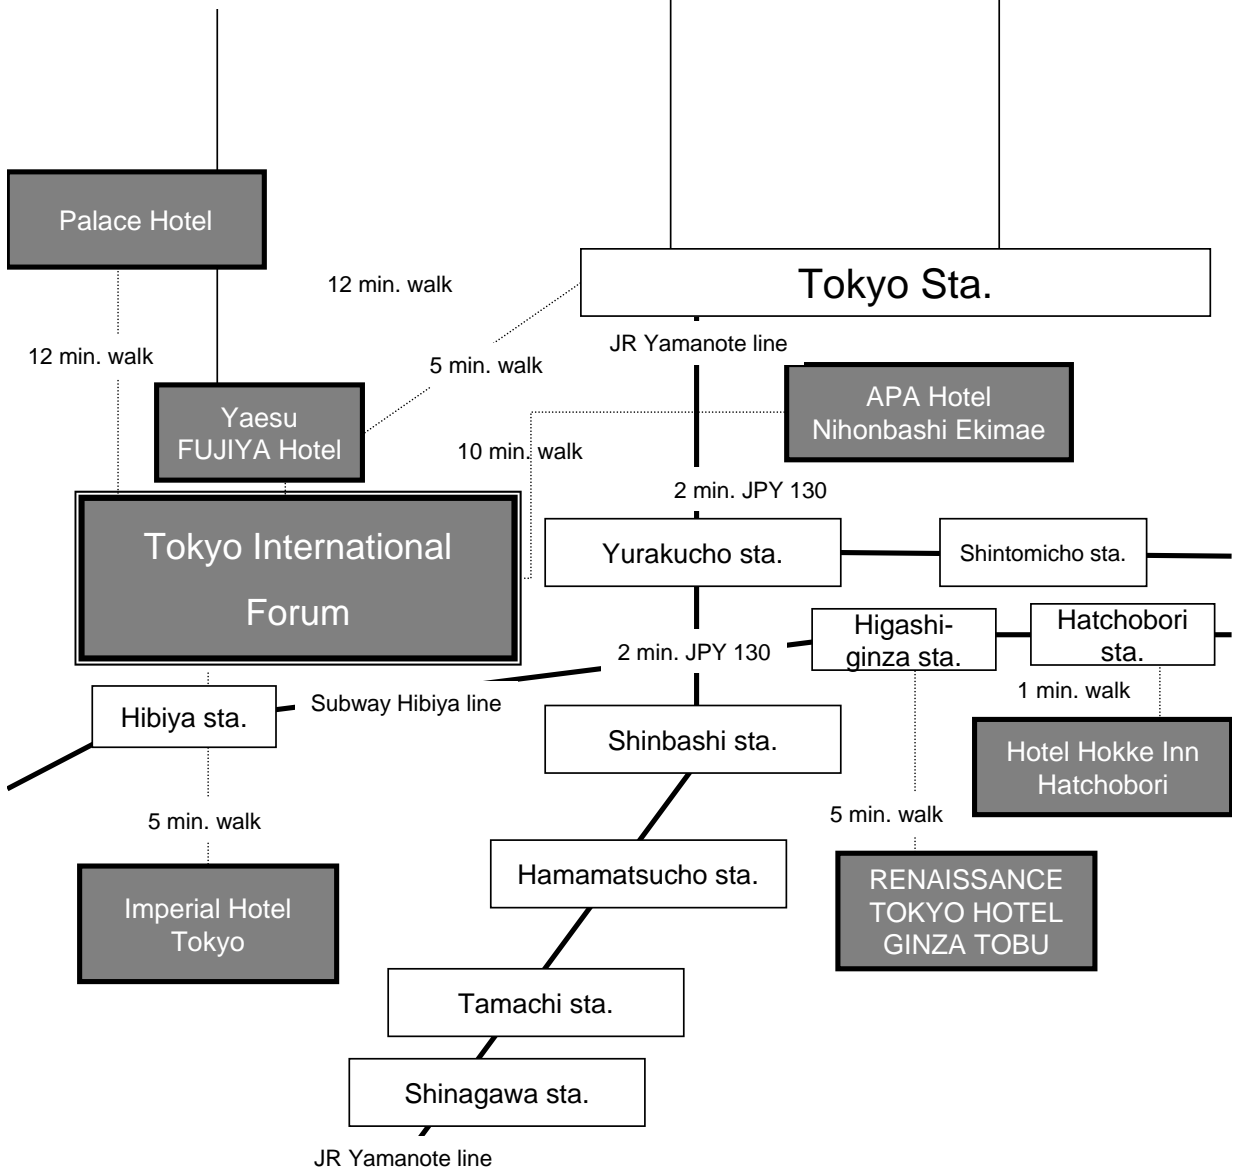 Palace Hotel
12 min. walk
Tokyo Sta.
12 min. walk
5 min. walk
JR Yamanote line
Yaesu
FUJIYA Hotel
APA Hotel
Nihonbashi Ekimae
10 min. walk
2 min. JPY 130
Tokyo International
Forum
Yurakucho sta.
Shintomicho sta.
Higashi-
ginza sta.
Hatchobori
sta.
2 min. JPY 130
1 min. walk
Hibiya sta.
Subway Hibiya line
Shinbashi sta.
Hotel Hokke Inn
Hatchobori
5 min. walk
5 min. walk
Hamamatsucho sta.
RENAISSANCE
TOKYO HOTEL
GINZA TOBU
Imperial Hotel
Tokyo
Tamachi sta.
Shinagawa sta.
JR Yamanote line